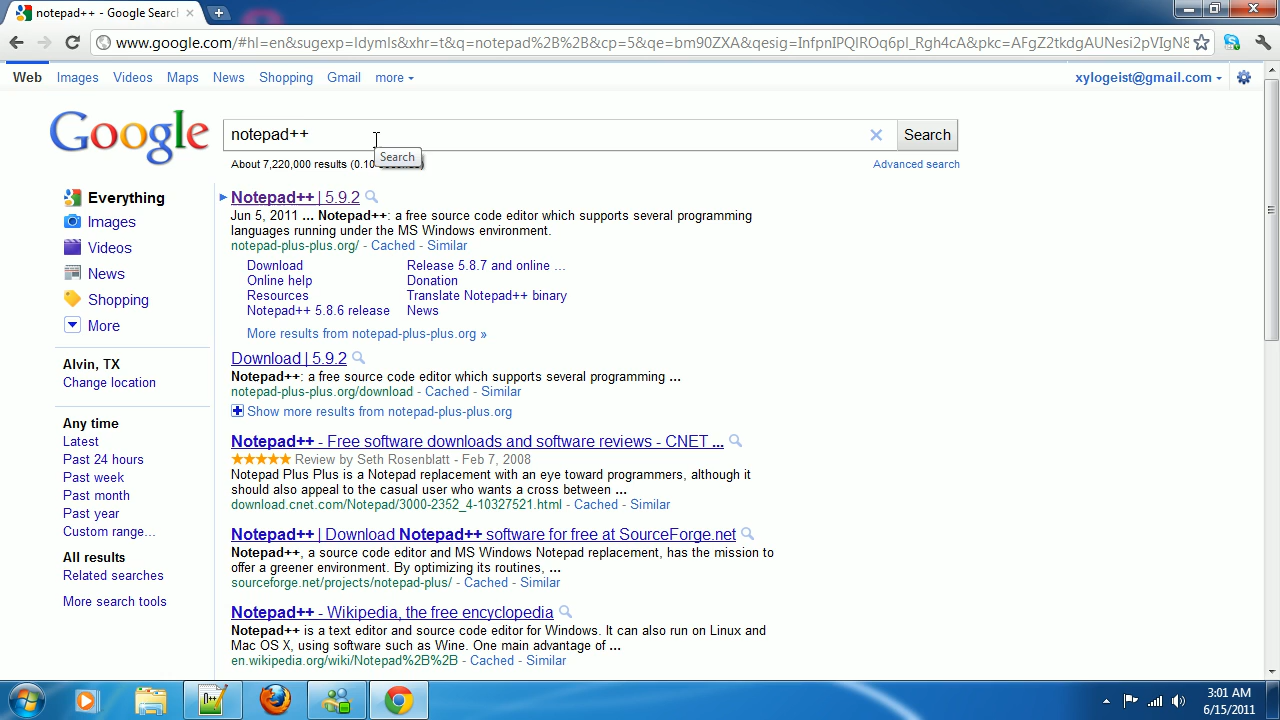 notepad++ - Google Searc
www.google.com/#hl=en&sugexp=ldymls&xhr=t&q=notepad%2B%2B&cp=5&qe=bm90ZXA&qesig=InfpnIPQlROq6pl_Rgh4cA&pkc=AFgZ2tkdgAUNesi2pVIgN8
Web Images Videos Maps News Shopping Gmail more
xylogeist@gmail.com
Google
notepad++
Search
About 7,220,000 results (0.10
Search
Advanced search
Everything
Images
Videos
News
Shopping
More
Alvin, TX
Change location
Any time
Latest
Past 24 hours
Past week
Past month
Past year
Custom range...
All results
Related searches
More search tools
Notepad++ | 5.9.2
Jun 5, 2011 ... Notepad++: a free source code editor which supports several programming
languages running under the MS Windows environment.
notepad-plus-plus.org/ - Cached - Similar
Download Release 5.8.7 and online ...
Online help Donation
Resources Translate Notepad++ binary
Notepad++ 5.8.6 release News
More results from notepad-plus-plus.org »
Download | 5.9.2
Notepad++: a free source code editor which supports several programming ...
notepad-plus-plus.org/download - Cached - Similar
Show more results from notepad-plus-plus.org
Notepad++ - Free software downloads and software reviews - CNET ...
Review by Seth Rosenblatt - Feb 7, 2008
Notepad Plus Plus is a Notepad replacement with an eye toward programmers, although it
should also appeal to the casual user who wants a cross between ...
download.cnet.com/Notepad/3000-2352_4-10327521.html - Cached - Similar
Notepad++ | Download Notepad++ software for free at SourceForge.net
Notepad++, a source code editor and MS Windows Notepad replacement, has the mission to
offer a greener environment. By optimizing its routines, ...
sourceforge.net/projects/notepad-plus/ - Cached - Similar
Notepad++ - Wikipedia, the free encyclopedia
Notepad++ is a text editor and source code editor for Windows. It can also run on Linux and
Mac OS X, using software such as Wine. One main advantage of ...
en.wikipedia.org/wiki/Notepad%2B%2B - Cached - Similar
3:01 AM
6/15/2011